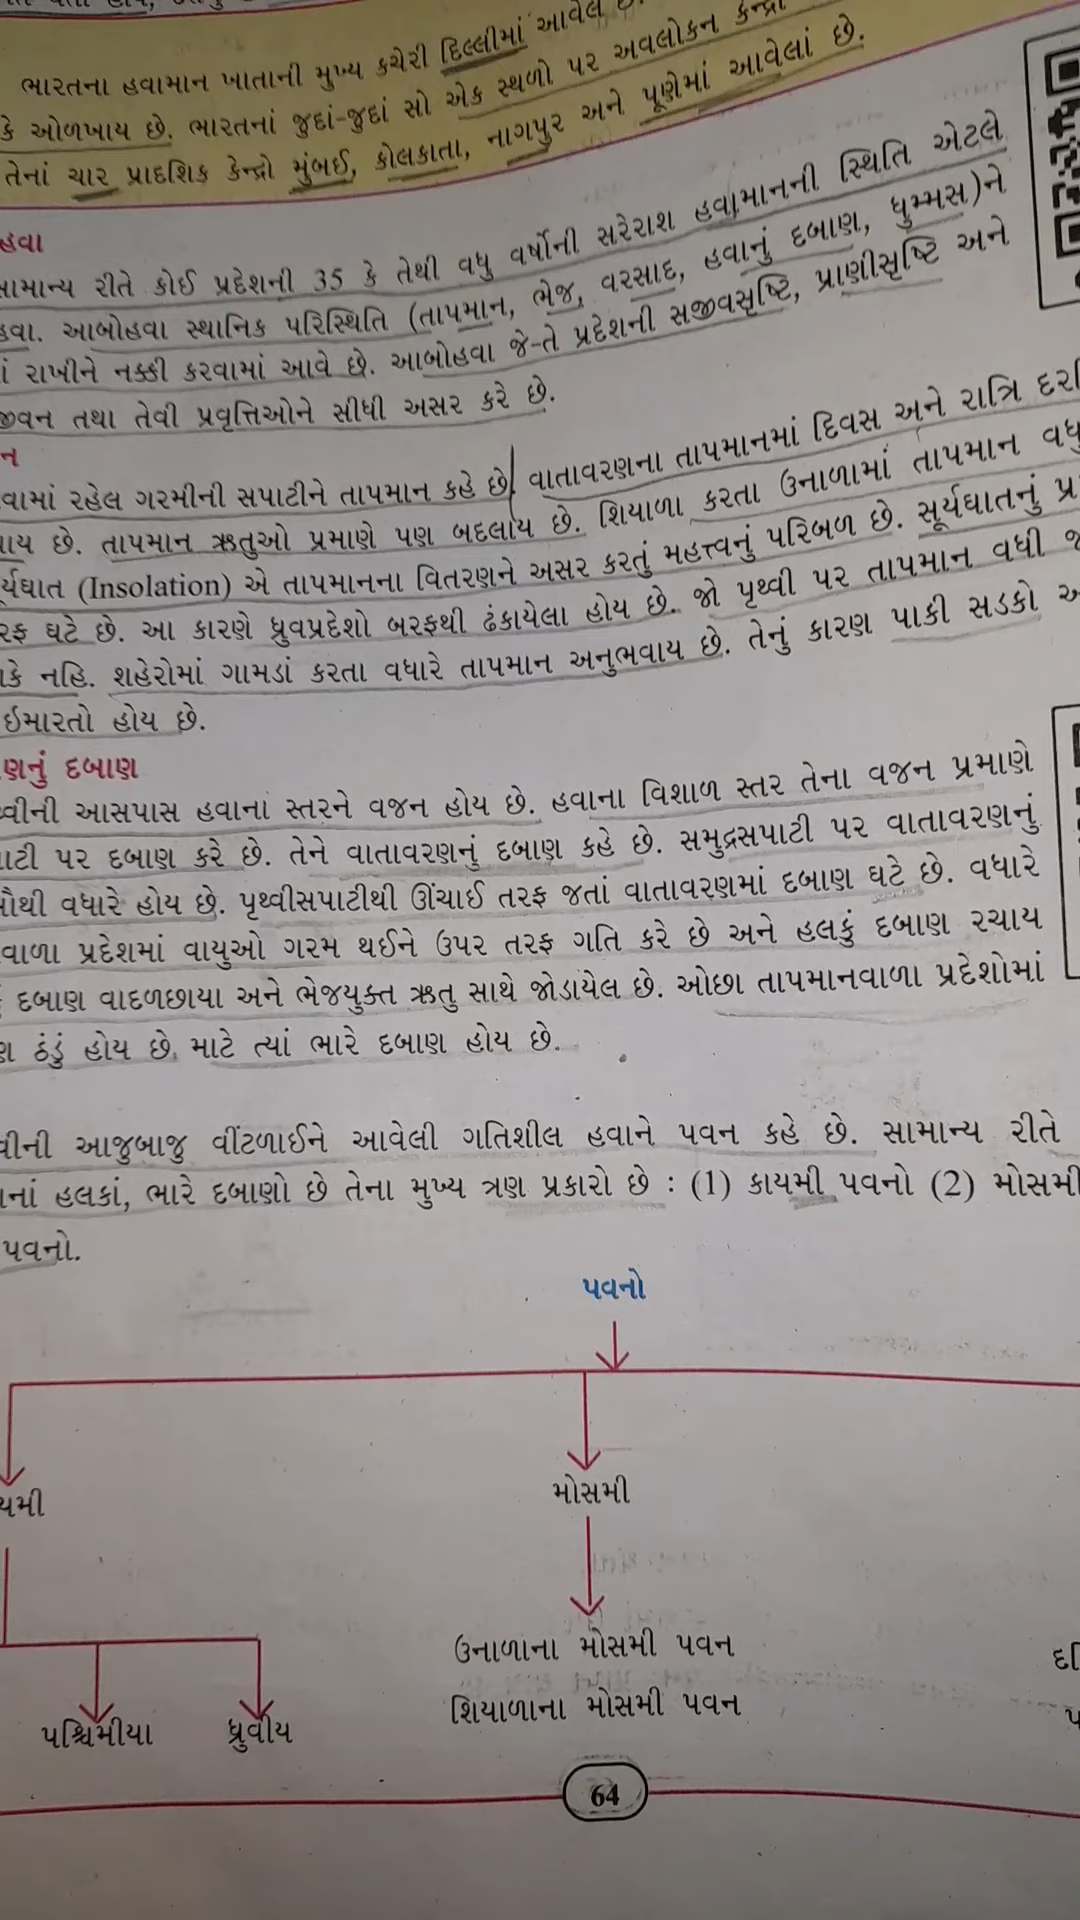 ભારતના હવામાન ખાતાની મુખ્ય કચેરી દિલ્લીમાં આવેલ
કે ઓળખાય છે. ભારતનાં જુદાં-જુદાં સો એક સ્થળો પર અવલોકન કેન્દ્રો
તેનાં ચાર પ્રાદશિક કેન્દ્રો મુંબઈ, કોલકાતા, નાગપુર અને પૂણેમાં આવેલાં છે.
હવા
સામાન્ય રીતે કોઈ પ્રદેશની 35 કે તેથી વધુ વર્ષોની સરેરાશ હવામાનની સ્થિતિ એટલે
હવા. આબોહવા સ્થાનિક પરિસ્થિતિ (તાપમાન, ભેજ, વરસાદ, હવાનું દબાણ, ધુમ્મસ)ને
રાખીને નક્કી કરવામાં આવે છે. આબોહવા જે-તે પ્રદેશની સજીવસૃષ્ટિ, પ્રાણીસૃષ્ટિ અને
જીવન તથા તેવી પ્રવૃત્તિઓને સીધી અસર કરે છે.
ન
વામાં રહેલ ગરમીની સપાટીને તાપમાન કહે છે. વાતાવરણના તાપમાનમાં દિવસ અને રાત્રિ
છે. તાપમાન ઋતુઓ પ્રમાણે પણ બદલાય છે. શિયાળા કરતા ઉનાળામાં તાપમાન વધુ
ર્યઘાત (Insolation) એ તાપમાનના વિતરણને અસર કરતું મહત્ત્વનું પરિબળ છે. સૂર્યઘાતનું
રફ ઘટે છે. આ કારણે ધ્રુવપ્રદેશો બરફથી ઢંકાયેલા હોય છે. જો પૃથ્વી પર તાપમાન વધી
કે નહિ. શહેરોમાં ગામડાં કરતા વધારે તાપમાન અનુભવાય છે. તેનું કારણ પાકી સડકો
ઈમારતો હોય છે.
ણનું દબાણ
વીની આસપાસ હવાનાં સ્તરને વજન હોય છે. હવાના વિશાળ સ્તર તેના વજન પ્રમાણે
ાટી પર દબાણ કરે છે. તેને વાતાવરણનું દબાણ કહે છે. સમુદ્રસપાટી પર વાતાવરણનું
સૌથી વધારે હોય છે. પૃથ્વીસપાટીથી ઊંચાઈ તરફ જતાં વાતાવરણમાં દબાણ ઘટે છે. વધારે
વાળા પ્રદેશમાં વાયુઓ ગરમ થઈને ઉપર તરફ ગતિ કરે છે અને હલકું દબાણ રચાય
દબાણ વાદળછાયા અને ભેજયુક્ત ઋતુ સાથે જોડાયેલ છે. ઓછા તાપમાનવાળા પ્રદેશોમાં
ઠંડું હોય છે. માટે ત્યાં ભારે દબાણ હોય છે.
વીની આજુબાજુ વીંટળાઈને આવેલી ગતિશીલ હવાને પવન કહે છે. સામાન્ય રીતે
નાં હલકાં, ભારે દબાણો છે તેના મુખ્ય ત્રણ પ્રકારો છે : (1) કાયમી પવનો (2) મોસમી
પવનો.
પવનો
યમી મોસમી
ઉનાળાના મોસમી પવન
શિયાળાના મોસમી પવન
પશ્ચિમીયા ધ્રુવીય
64